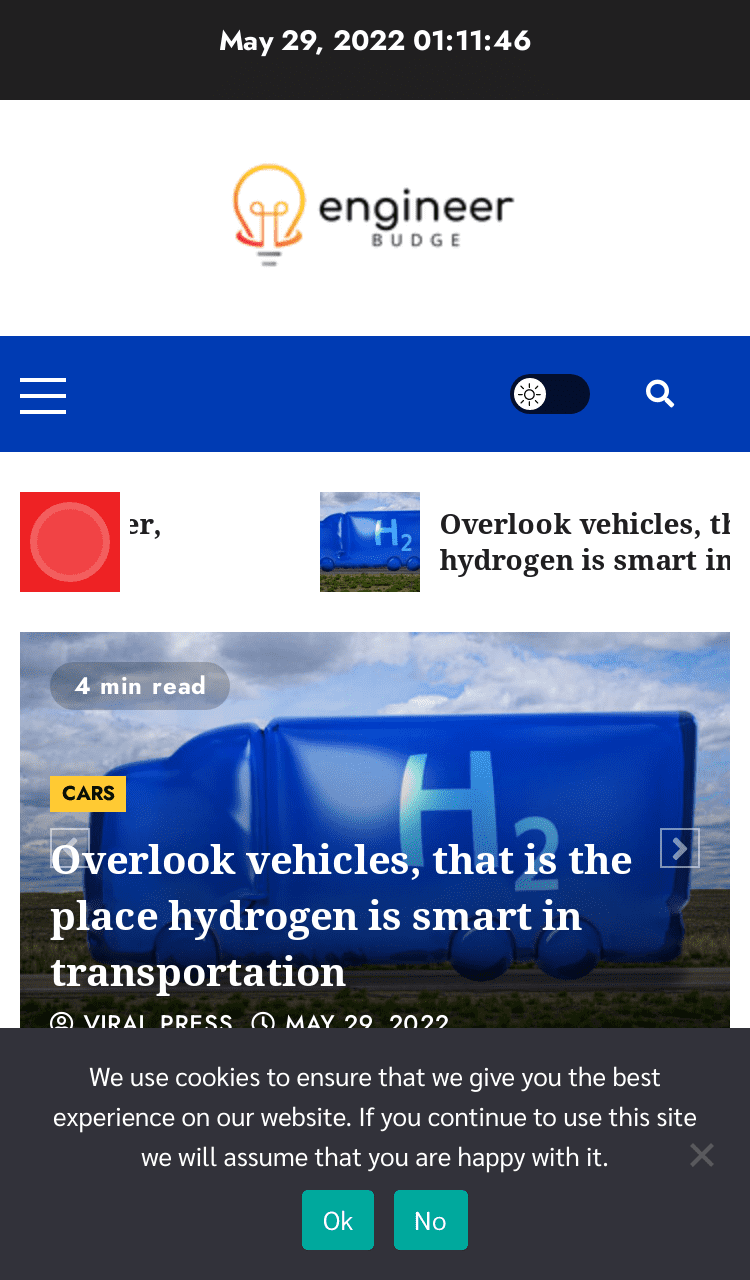 May 29, 2022 01:11:46
engineer
BUDGE
er,
Overlook vehicles, th
hydrogen is smart in
H2
4 min read
CARS
H2
Overlook vehicles, that is the
place hydrogen is smart in
transportation
VIRAL PRESS MAY 29, 2022
We use cookies to ensure that we give you the best
experience on our website. If you continue to use this site
we will assume that you are happy with it.
Ok No